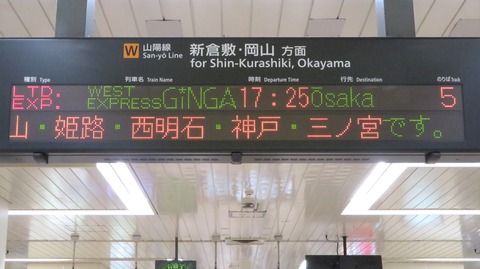 W 山陽線 San-yō Line 新倉敷・岡山 方面
for Shin-Kurashiki, Okayama
種別 Type 列車名 Train Name 時刻 Departure Time 行先 Destination のりば Track
LTD. EXP: WEST EXPRESS GiNGA 17:25 Ōsaka 5
山・姫路・西明石・神戸・三ノ宮です。